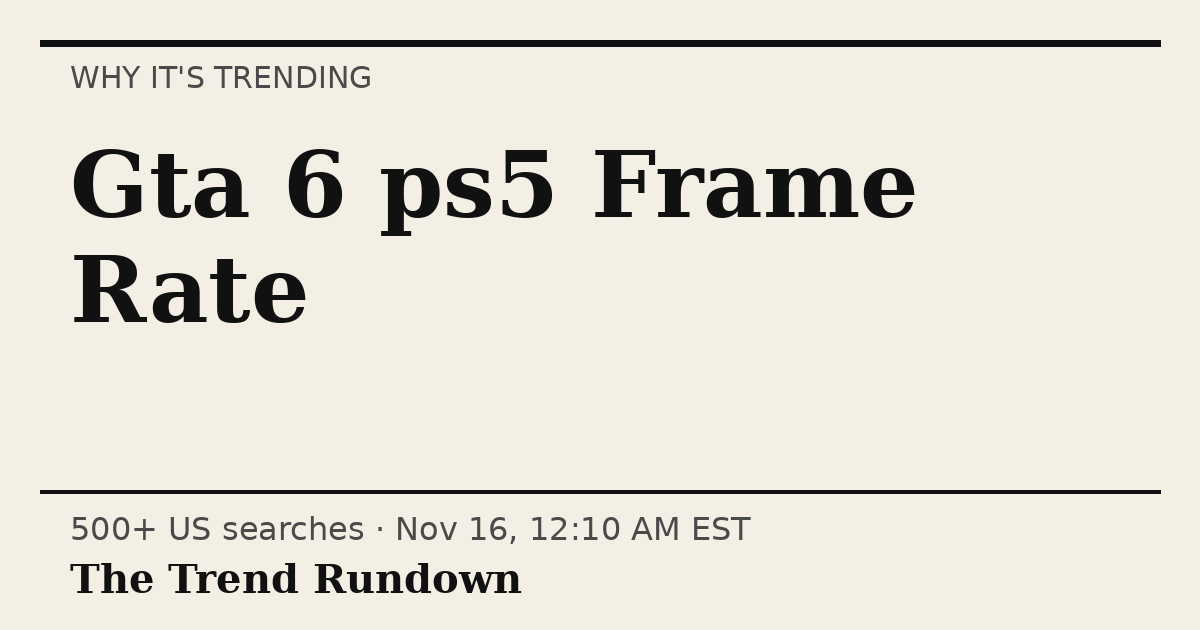 WHY IT'S TRENDING
Gta 6 ps5 Frame
Rate
500+ US searches · Nov 16, 12:10 AM EST
The Trend Rundown